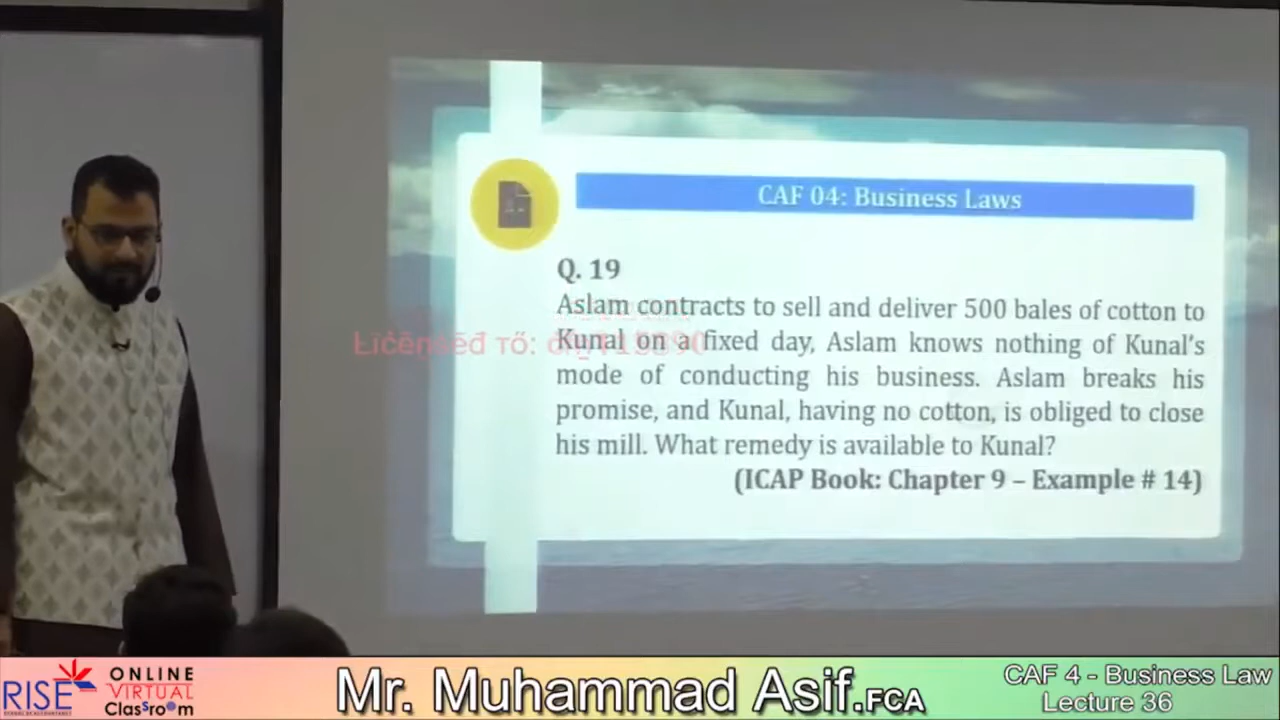 CAF 04: Business Laws
Q. 19
Aslam contracts to sell and deliver 500 bales of cotton to
Kunal on a fixed day, Aslam knows nothing of Kunal's
mode of conducting his business. Aslam breaks his
promise, and Kunal, having no cotton, is obliged to close
his mill. What remedy is available to Kunal?
(ICAP Book: Chapter 9 – Example # 14)
RISE
ONLINE
VIRTUAL
Classroom
Mr. Muhammad Asif.FCA
CAF 4 - Business Law
Lecture 36